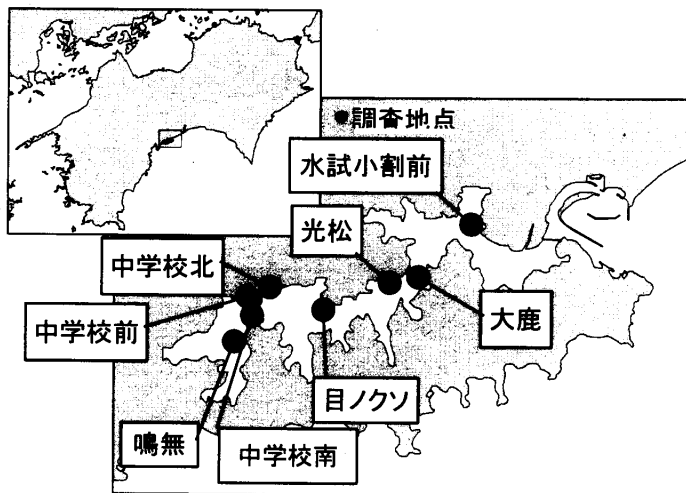 ●調査地点
水試小割前
光松
中学校北
大鹿
中学校前
目ノクソ
鳴無
中学校南